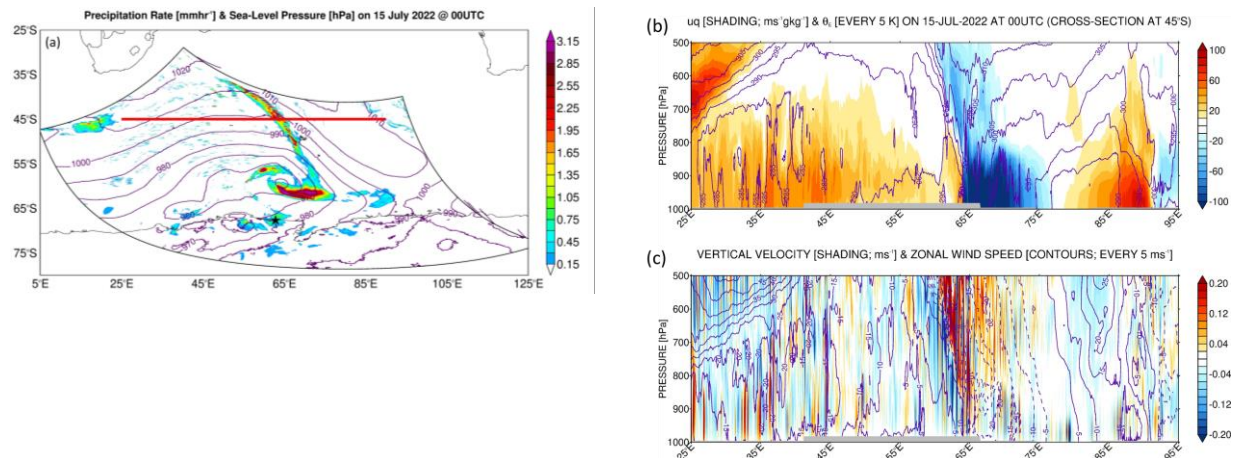 Precipitation Rate [mmhr⁻¹] & Sea-Level Pressure [hPa] on 15 July 2022 @ 00UTC
(a)
25°S
35°S
45°S
55°S
65°S
75°S
5°E 25°E 45°E 65°E 85°E 105°E 125°E
1020
1010
1000
990
1000
980
980
1000
3.15
2.85
2.55
2.25
1.95
1.65
1.35
1.05
0.75
0.45
0.15
(b)
uq [SHADING; ms⁻¹gkg⁻¹] & θₑ [EVERY 5 K] ON 15-JUL-2022 AT 00UTC (CROSS-SECTION AT 45°S)
PRESSURE [hPa]
500
600
700
800
900
1000
25°E 35°E 45°E 55°E 65°E 75°E 85°E 95°E
100
60
20
-20
-60
-100
(c)
VERTICAL VELOCITY [SHADING; ms⁻¹] & ZONAL WIND SPEED [CONTOURS; EVERY 5 ms⁻¹]
PRESSURE [hPa]
500
600
700
800
900
1000
25°E 35°E 45°E 55°E 65°E 75°E 85°E 95°E
0.20
0.12
0.04
-0.04
-0.12
-0.20